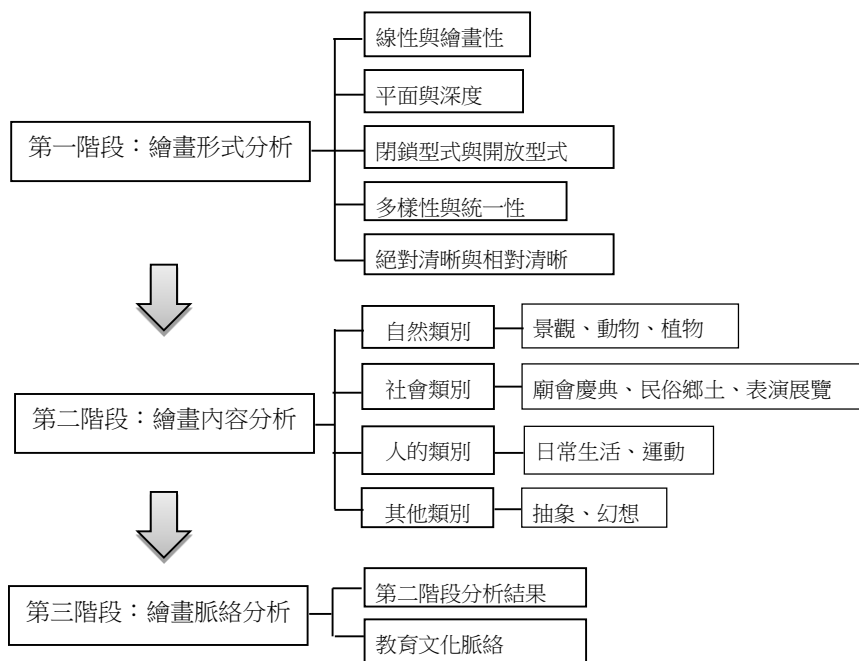 線性與繪畫性
平面與深度
第一階段：繪畫形式分析
閉鎖型式與開放型式
多樣性與統一性
絕對清晰與相對清晰
自然類別
景觀、動物、植物
社會類別
廟會慶典、民俗鄉土、表演展覽
第二階段：繪畫內容分析
人的類別
日常生活、運動
其他類別
抽象、幻想
第三階段：繪畫脈絡分析
第二階段分析結果
教育文化脈絡